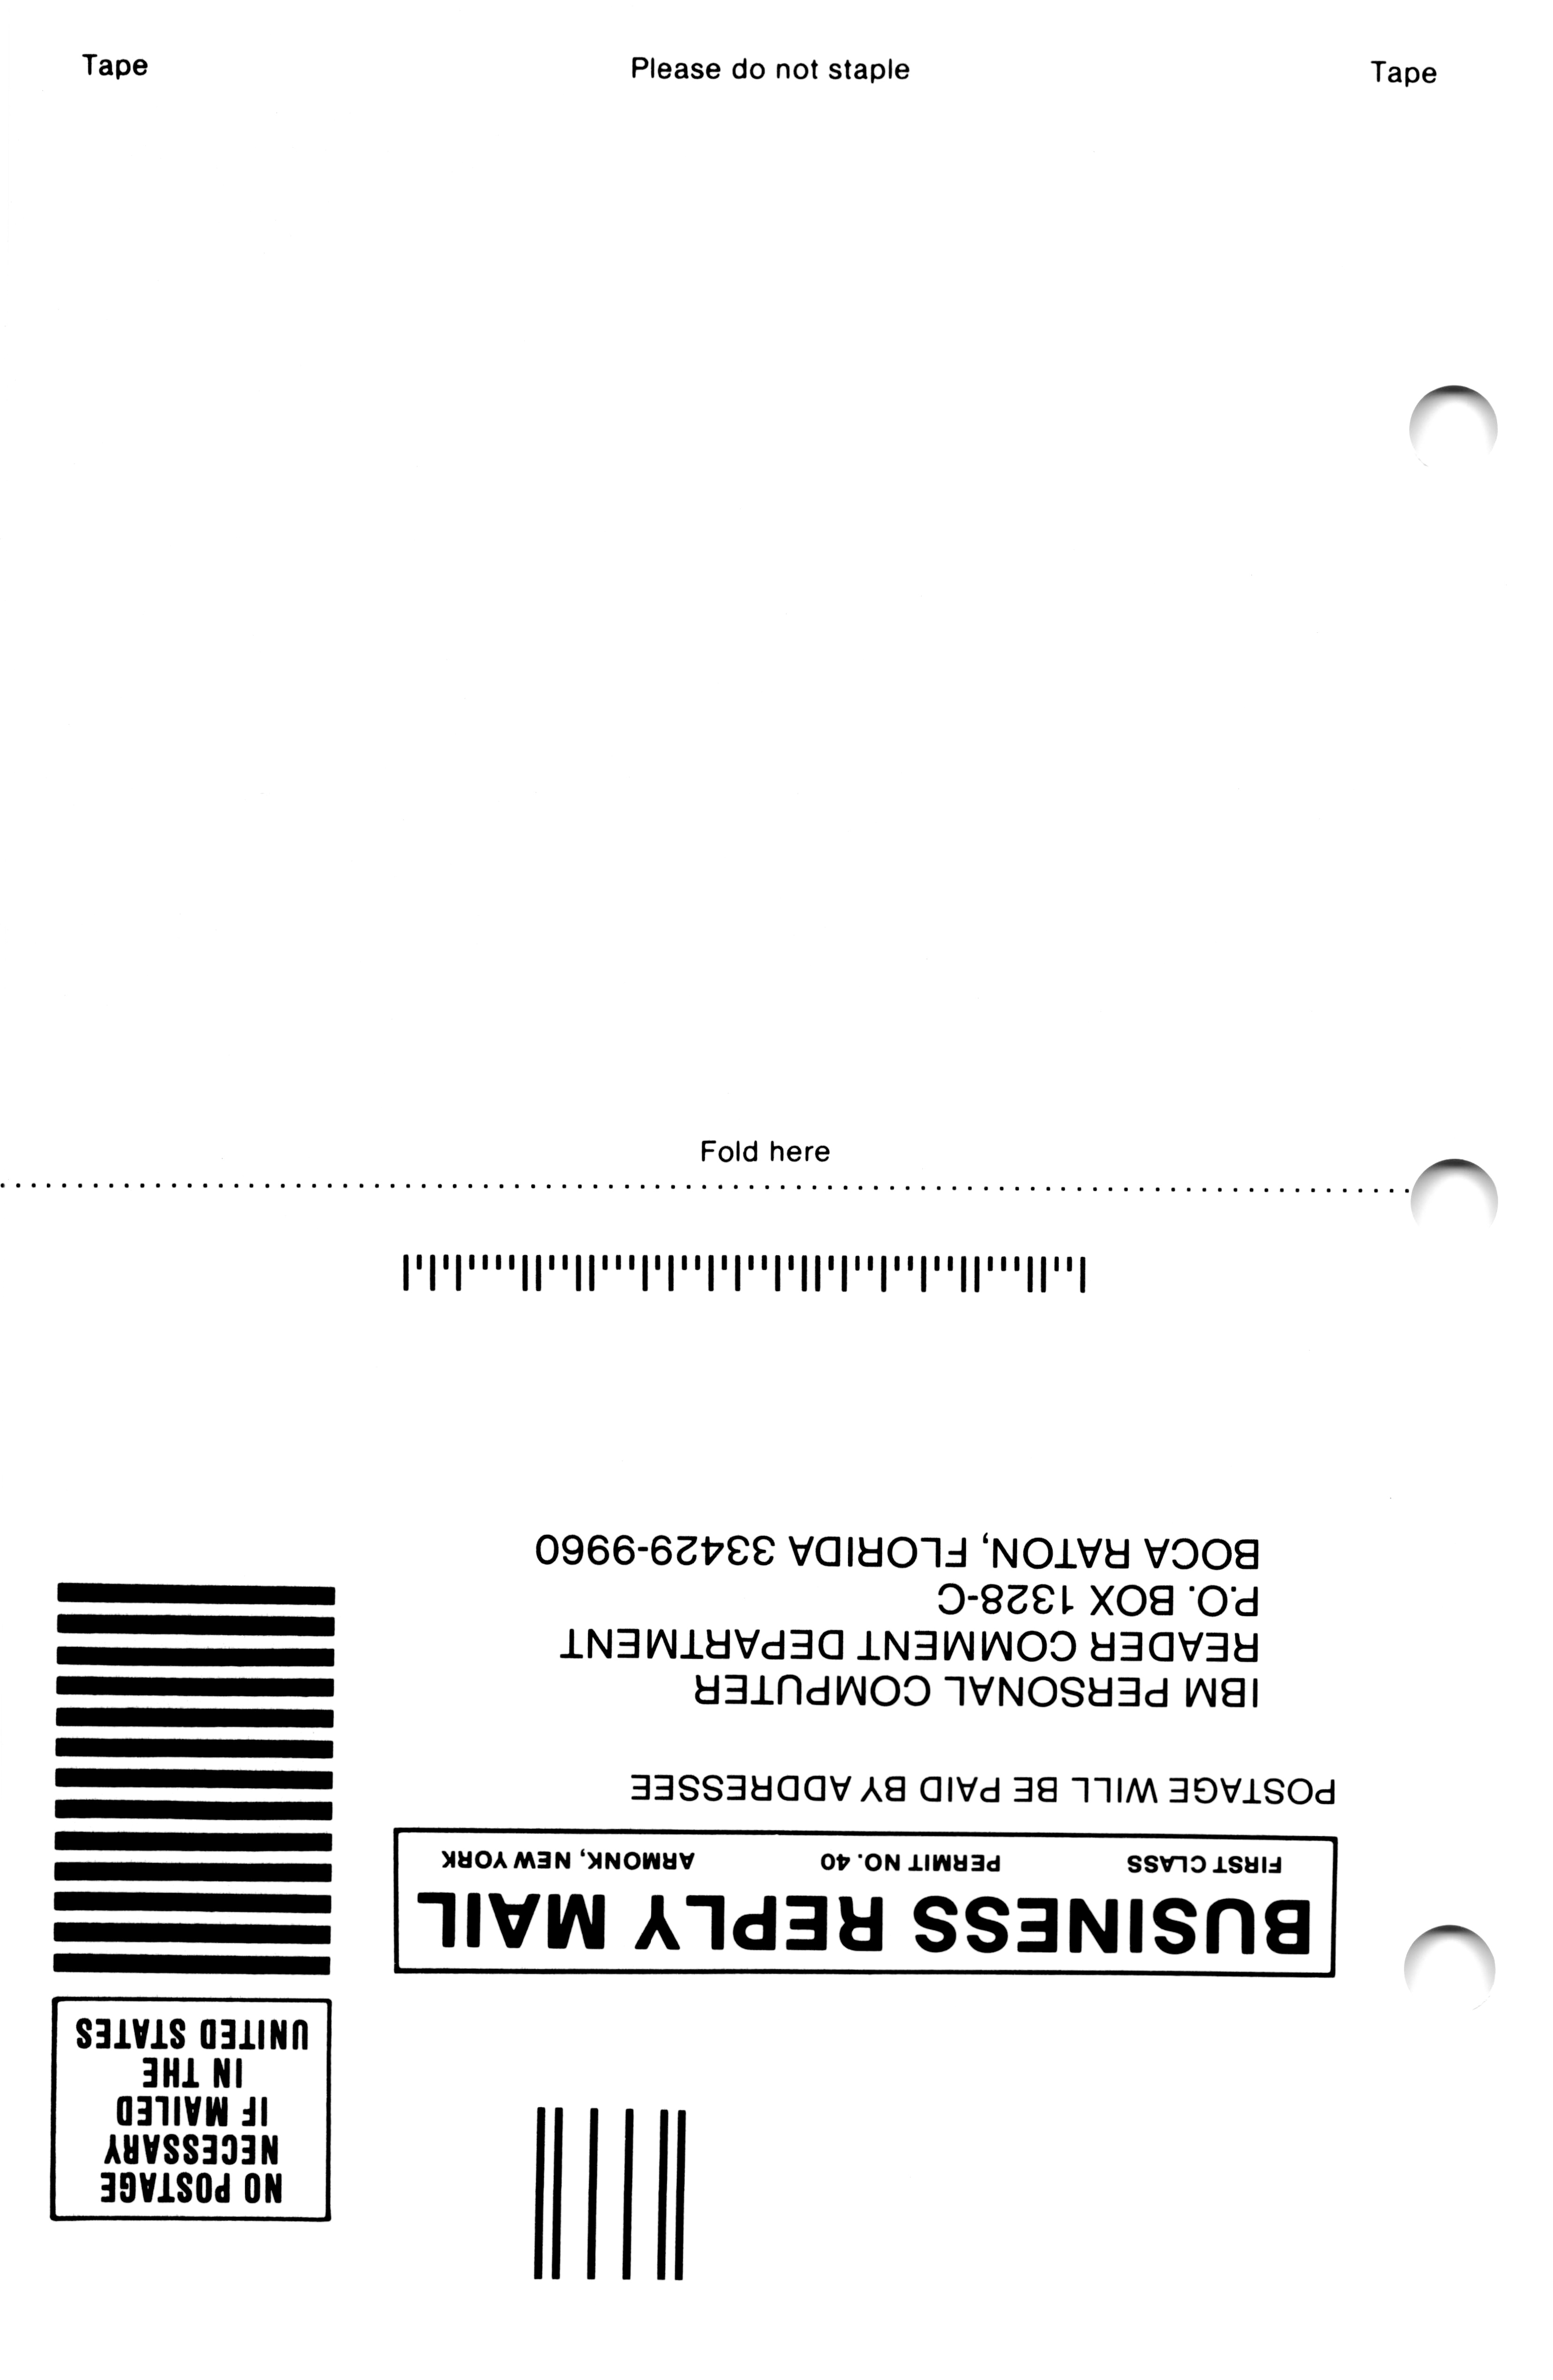 Tape Please do not staple Tape
Fold here
NO POSTAGE
NECESSARY
IF MAILED
IN THE
UNITED STATES
BUSINESS REPLY MAIL
FIRST CLASS PERMIT NO. 40 ARMONK, NEW YORK
POSTAGE WILL BE PAID BY ADDRESSEE
IBM PERSONAL COMPUTER
READER COMMENT DEPARTMENT
P.O. BOX 1328-C
BOCA RATON, FLORIDA 33429-9960